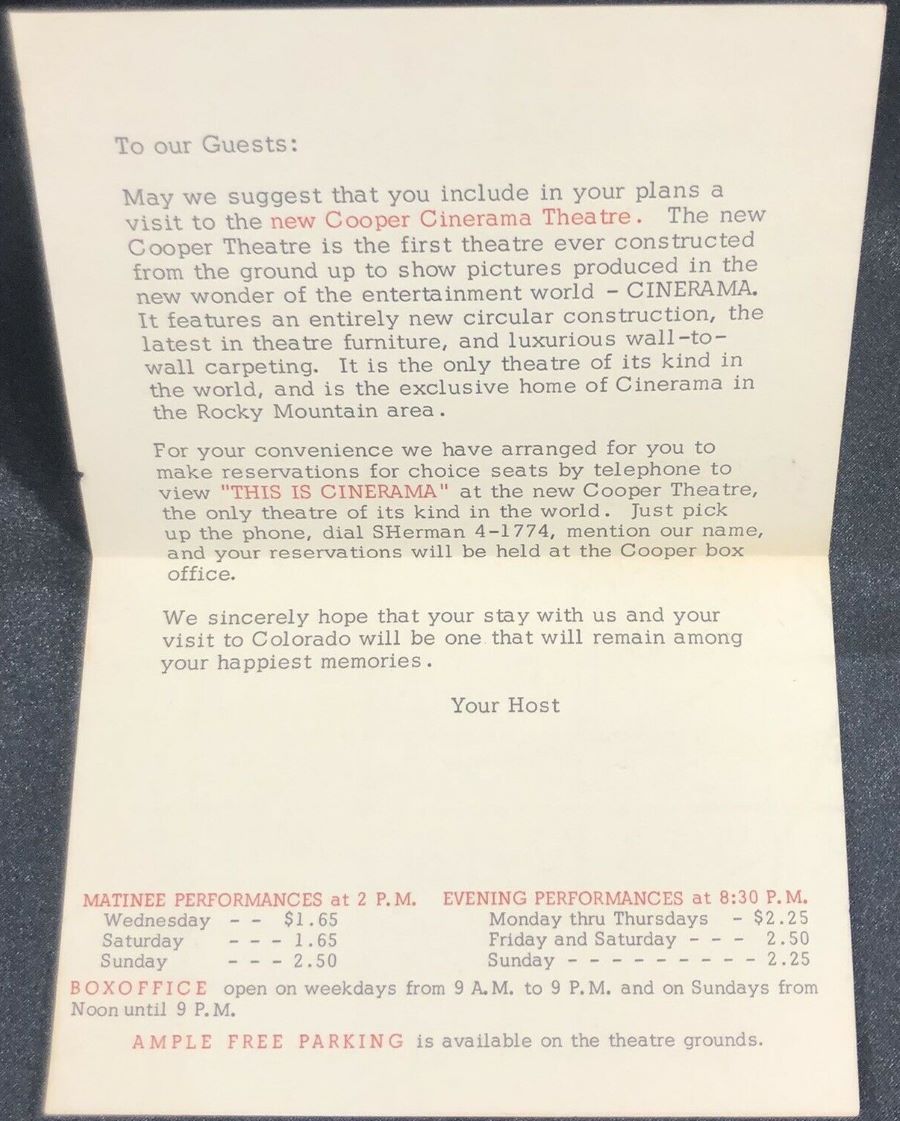 To our Guests:
May we suggest that you include in your plans a
visit to the new Cooper Cinerama Theatre. The new
Cooper Theatre is the first theatre ever constructed
from the ground up to show pictures produced in the
new wonder of the entertainment world - CINERAMA.
It features an entirely new circular construction, the
latest in theatre furniture, and luxurious wall-to-
wall carpeting. It is the only theatre of its kind in
the world, and is the exclusive home of Cinerama in
the Rocky Mountain area.
For your convenience we have arranged for you to
make reservations for choice seats by telephone to
view "THIS IS CINERAMA" at the new Cooper Theatre,
the only theatre of its kind in the world. Just pick
up the phone, dial SHerman 4-1774, mention our name,
and your reservations will be held at the Cooper box
office.
We sincerely hope that your stay with us and your
visit to Colorado will be one that will remain among
your happiest memories.
Your Host
MATINEE PERFORMANCES at 2 P.M. EVENING PERFORMANCES at 8:30 P.M.
Wednesday - - $1.65 Monday thru Thursdays - $2.25
Saturday - - - 1.65 Friday and Saturday - - - 2.50
Sunday - - - 2.50 Sunday - - - - - - - - - 2.25
BOXOFFICE open on weekdays from 9 A.M. to 9 P.M. and on Sundays from
Noon until 9 P.M.
AMPLE FREE PARKING is available on the theatre grounds.